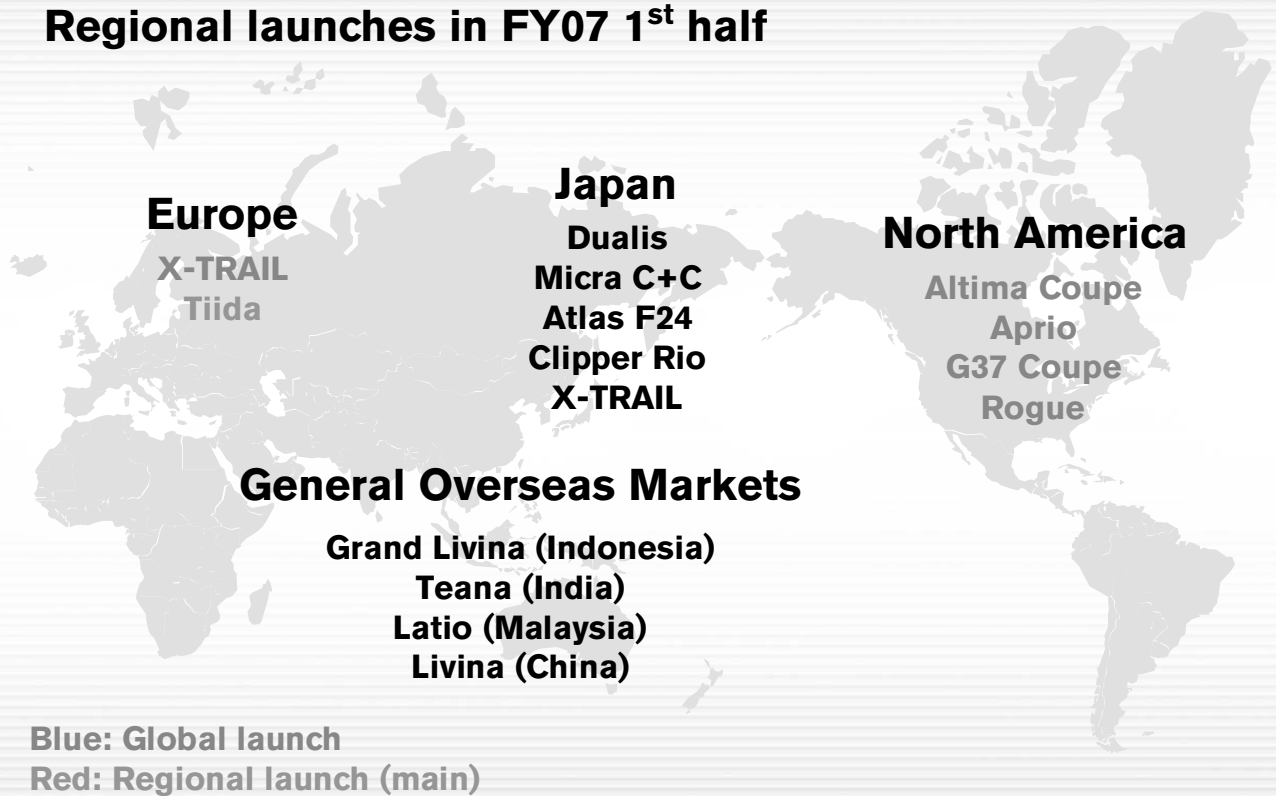 Regional launches in FY07 1st half
Europe
X-TRAIL
Tiida
Japan
Dualis
Micra C+C
Atlas F24
Clipper Rio
X-TRAIL
North America
Altima Coupe
Aprio
G37 Coupe
Rogue
General Overseas Markets
Grand Livina (Indonesia)
Teana (India)
Latio (Malaysia)
Livina (China)
Blue: Global launch
Red: Regional launch (main)